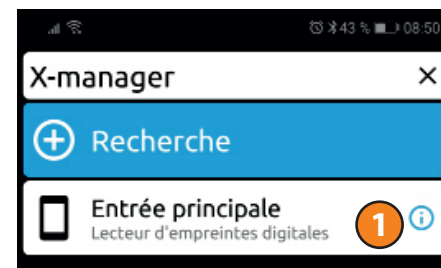 43 % 08:50
X-manager
Recherche
Entrée principale
Lecteur d'empreintes digitales
1